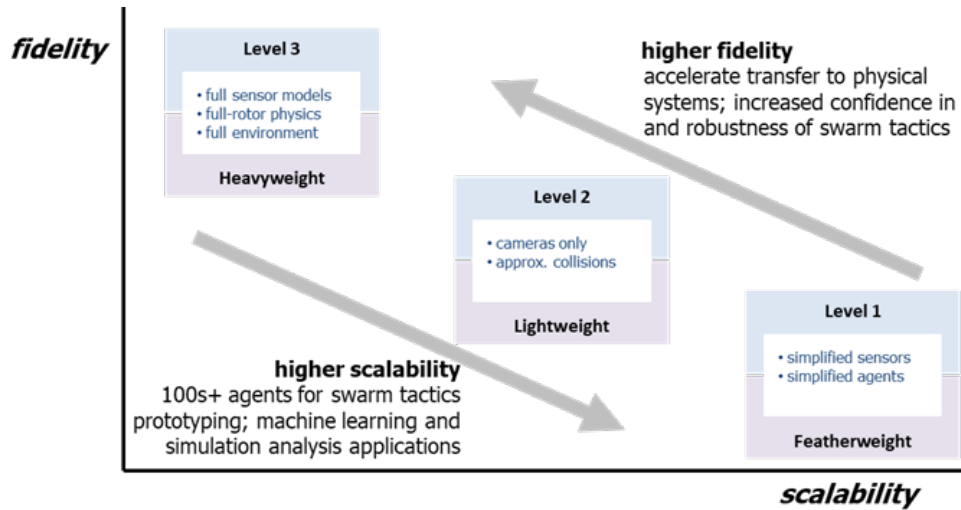 fidelity
Level 3
• full sensor models
• full-rotor physics
• full environment
Heavyweight
higher fidelity
accelerate transfer to physical
systems; increased confidence in
and robustness of swarm tactics
Level 2
• cameras only
• approx. collisions
Lightweight
Level 1
• simplified sensors
• simplified agents
Featherweight
higher scalability
100s+ agents for swarm tactics
prototyping; machine learning and
simulation analysis applications
scalability